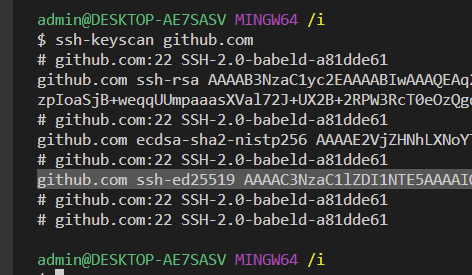 admin@DESKTOP-AE7SASV MINGW64 /i
$ ssh-keyscan github.com
# github.com:22 SSH-2.0-babeld-a81dde61
github.com ssh-rsa AAAAB3NzaC1yc2EAAAABIwAAAQEAq
zpIoaSjB+weqqUUmpaaasXVal72J+UX2B+2RPW3RcT0eOzQg
# github.com:22 SSH-2.0-babeld-a81dde61
github.com ecdsa-sha2-nistp256 AAAAE2VjZHNhLXNoY
# github.com:22 SSH-2.0-babeld-a81dde61
github.com ssh-ed25519 AAAAC3NzaC1lZDI1NTE5AAAAI
# github.com:22 SSH-2.0-babeld-a81dde61
# github.com:22 SSH-2.0-babeld-a81dde61
admin@DESKTOP-AE7SASV MINGW64 /i